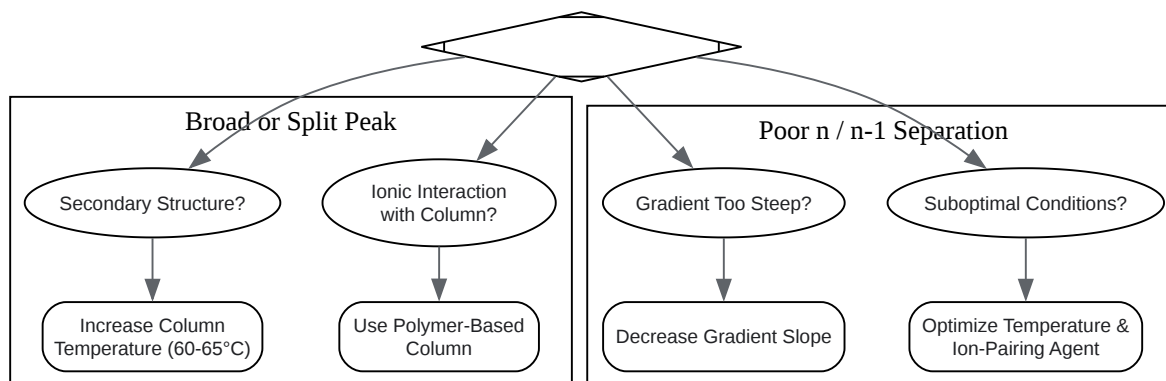 Broad or Split Peak
Secondary Structure?
Ionic Interaction
with Column?
Increase Column
Temperature (60-65°C)
Use Polymer-Based
Column
Poor n / n-1 Separation
Gradient Too Steep?
Suboptimal Conditions?
Decrease Gradient Slope
Optimize Temperature &
Ion-Pairing Agent